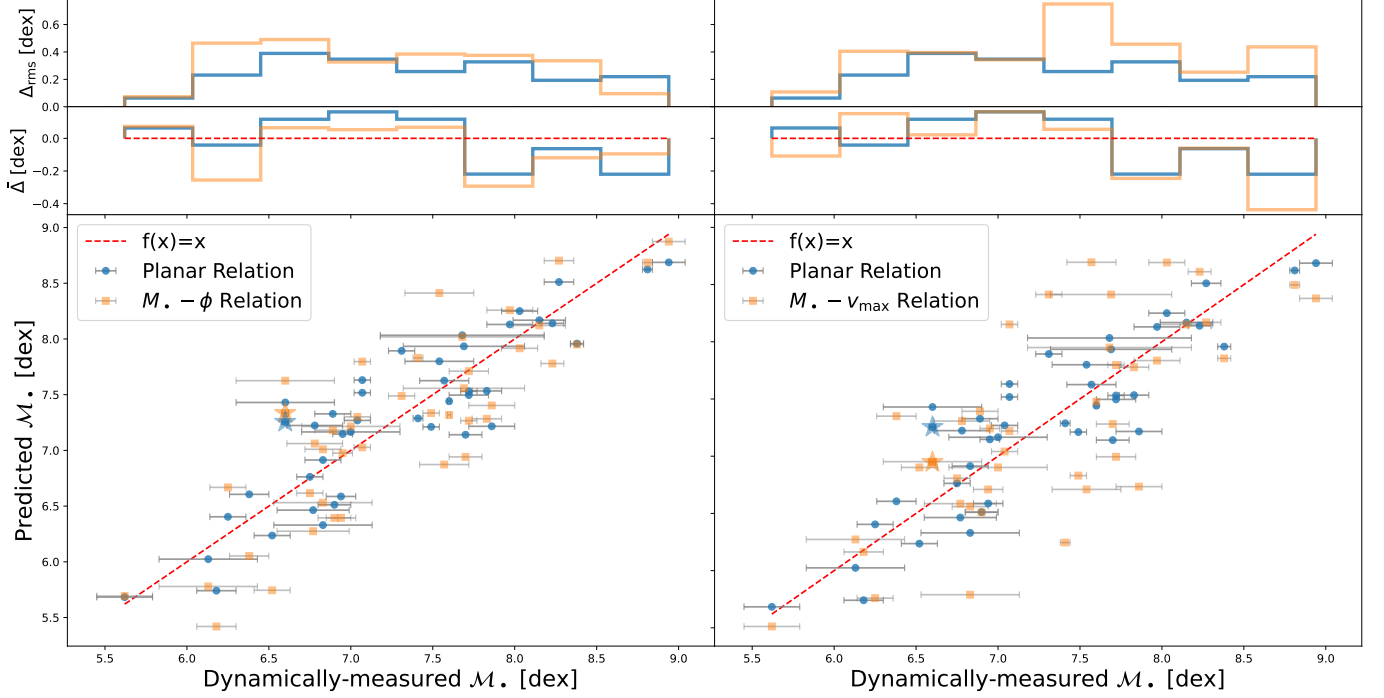 0.6
0.4
0.2
0.0
Δrms [dex]
0.0
−0.2
−0.4
Δ̄ [dex]
9.0
8.5
8.0
7.5
7.0
6.5
6.0
5.5
Predicted ℳ• [dex]
f(x)=x
Planar Relation
M• − ϕ Relation
5.5 6.0 6.5 7.0 7.5 8.0 8.5 9.0
Dynamically-measured ℳ• [dex]
f(x)=x
Planar Relation
M• − vmax Relation
5.5 6.0 6.5 7.0 7.5 8.0 8.5 9.0
Dynamically-measured ℳ• [dex]